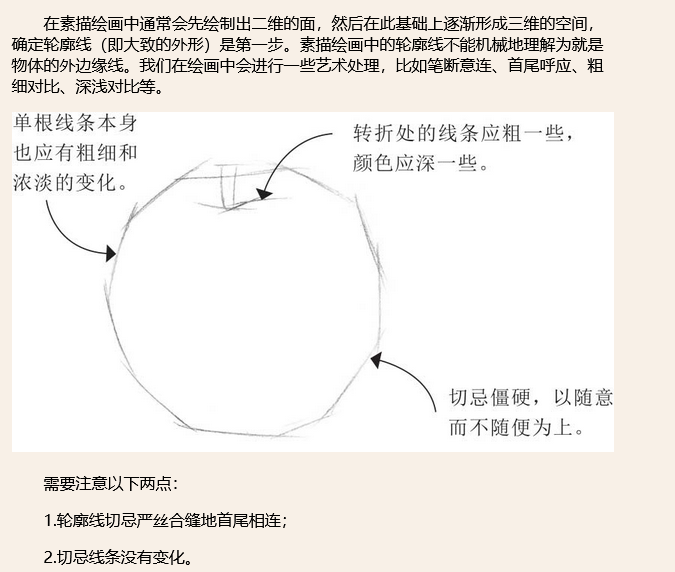 在素描绘画中通常会先绘制出二维的面，然后在此基础上逐渐形成三维的空间，
确定轮廓线（即大致的外形）是第一步。素描绘画中的轮廓线不能机械地理解为就是
物体的外边缘线。我们在绘画中会进行一些艺术处理，比如笔断意连、首尾呼应、粗
细对比、深浅对比等。
单根线条本身
也应有粗细和
浓淡的变化。
转折处的线条应粗一些，
颜色应深一些。
切忌僵硬，以随意
而不随便为上。
需要注意以下两点：
1.轮廓线切忌严丝合缝地首尾相连；
2.切忌线条没有变化。